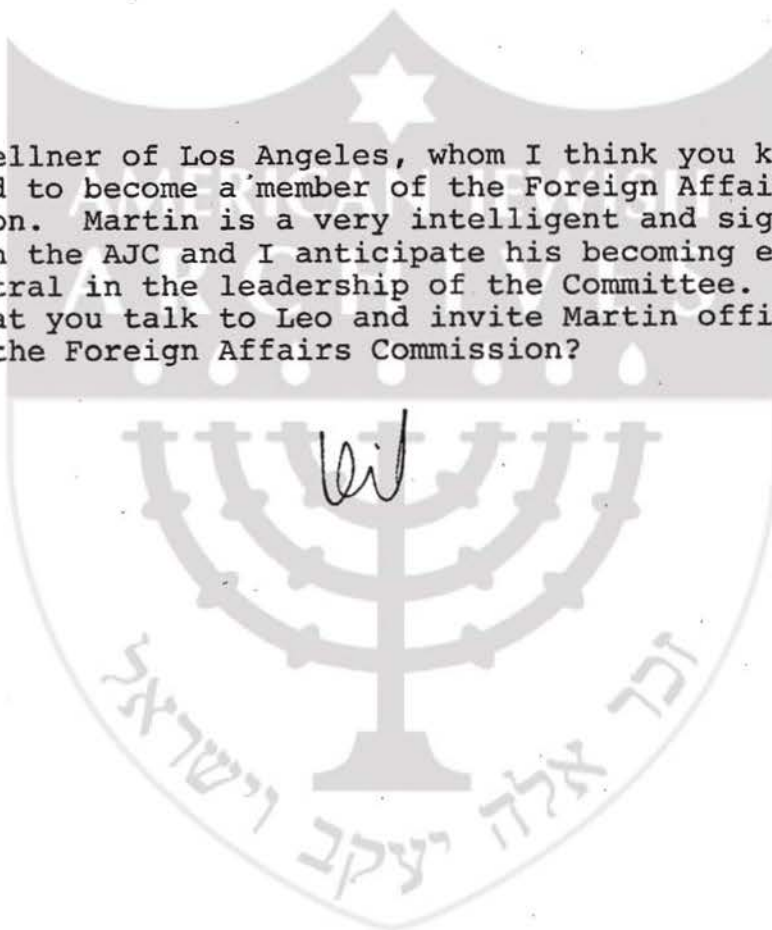 ellner of Los Angeles, whom I think you k
d to become a member of the Foreign Affai
on. Martin is a very intelligent and sig
n the AJC and I anticipate his becoming e
tral in the leadership of the Committee.
at you talk to Leo and invite Martin offi
the Foreign Affairs Commission?
AMERICAN JEWISH
ARCHIVES
זכר אלה יעקב וישראל